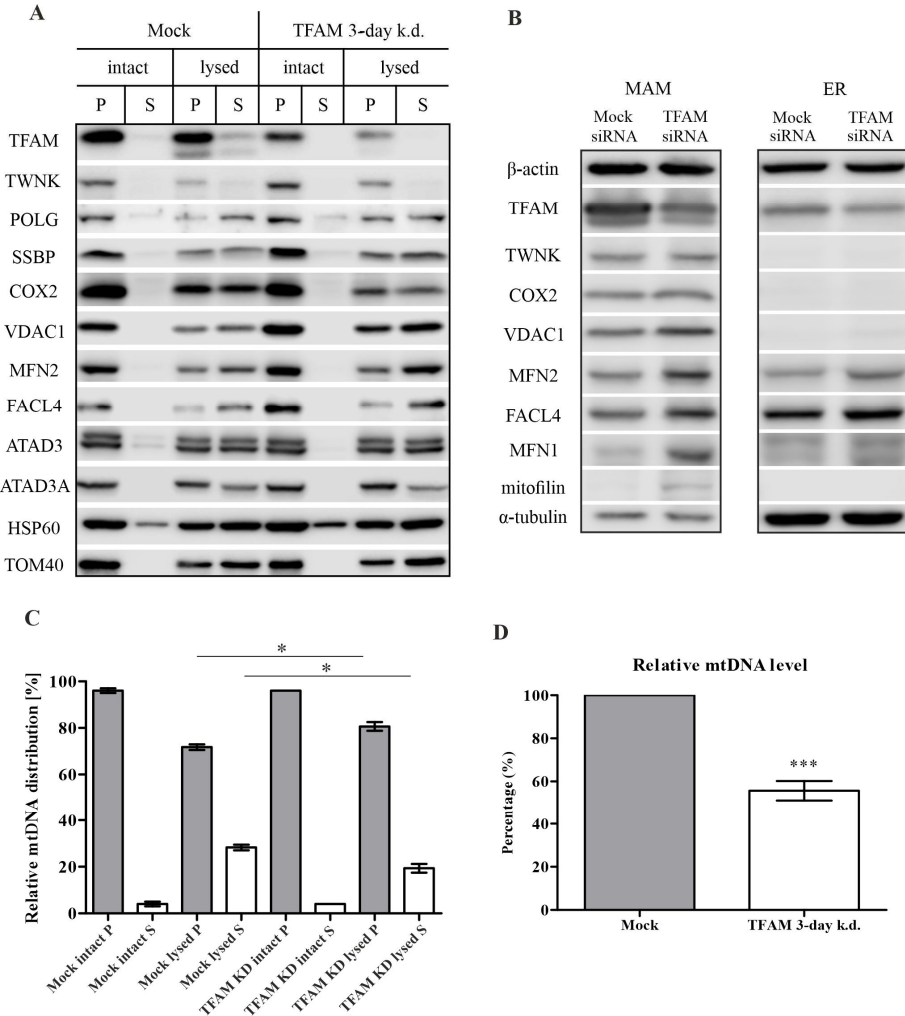 A
Mock TFAM 3-day k.d.
intact lysed intact lysed
P S P S P S P S
TFAM
TWNK
POLG
SSBP
COX2
VDAC1
MFN2
FACL4
ATAD3
ATAD3A
HSP60
TOM40
B
MAM ER
Mock siRNA TFAM siRNA Mock siRNA TFAM siRNA
β-actin
TFAM
TWNK
COX2
VDAC1
MFN2
FACL4
MFN1
mitofilin
α-tubulin
C
Relative mtDNA distribution [%]
100
80
60
40
20
0
* 
*
Mock intact P
Mock intact S
Mock lysed P
Mock lysed S
TFAM KD intact P
TFAM KD intact S
TFAM KD lysed P
TFAM KD lysed S
D
Relative mtDNA level
Percentage (%)
100
80
60
40
20
0
***
Mock TFAM 3-day k.d.